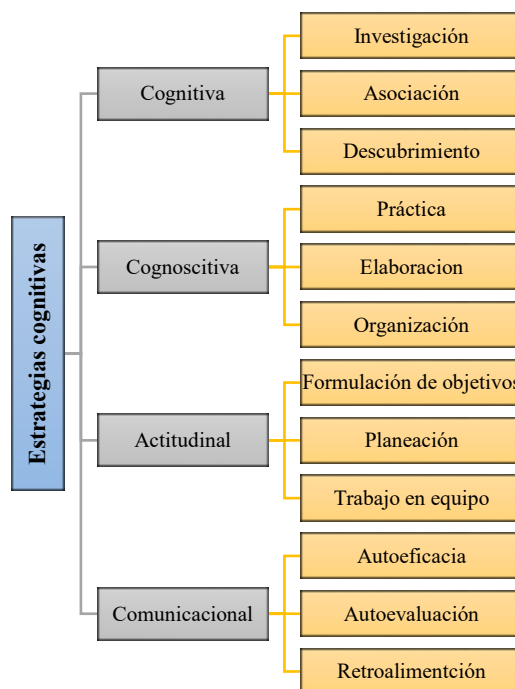 Estrategias cognitivas
Cognitiva
Investigación
Asociación
Descubrimiento
Cognoscitiva
Práctica
Elaboracion
Organización
Actitudinal
Formulación de objetivos
Planeación
Trabajo en equipo
Comunicacional
Autoeficacia
Autoevaluación
Retroalimentción